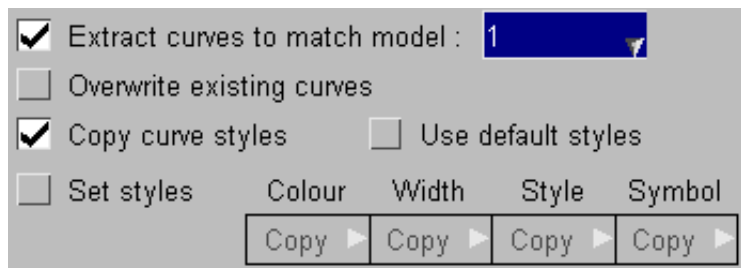 Extract curves to match model : 1
Overwrite existing curves
Copy curve styles Use default styles
Set styles Colour Width Style Symbol
Copy Copy Copy Copy